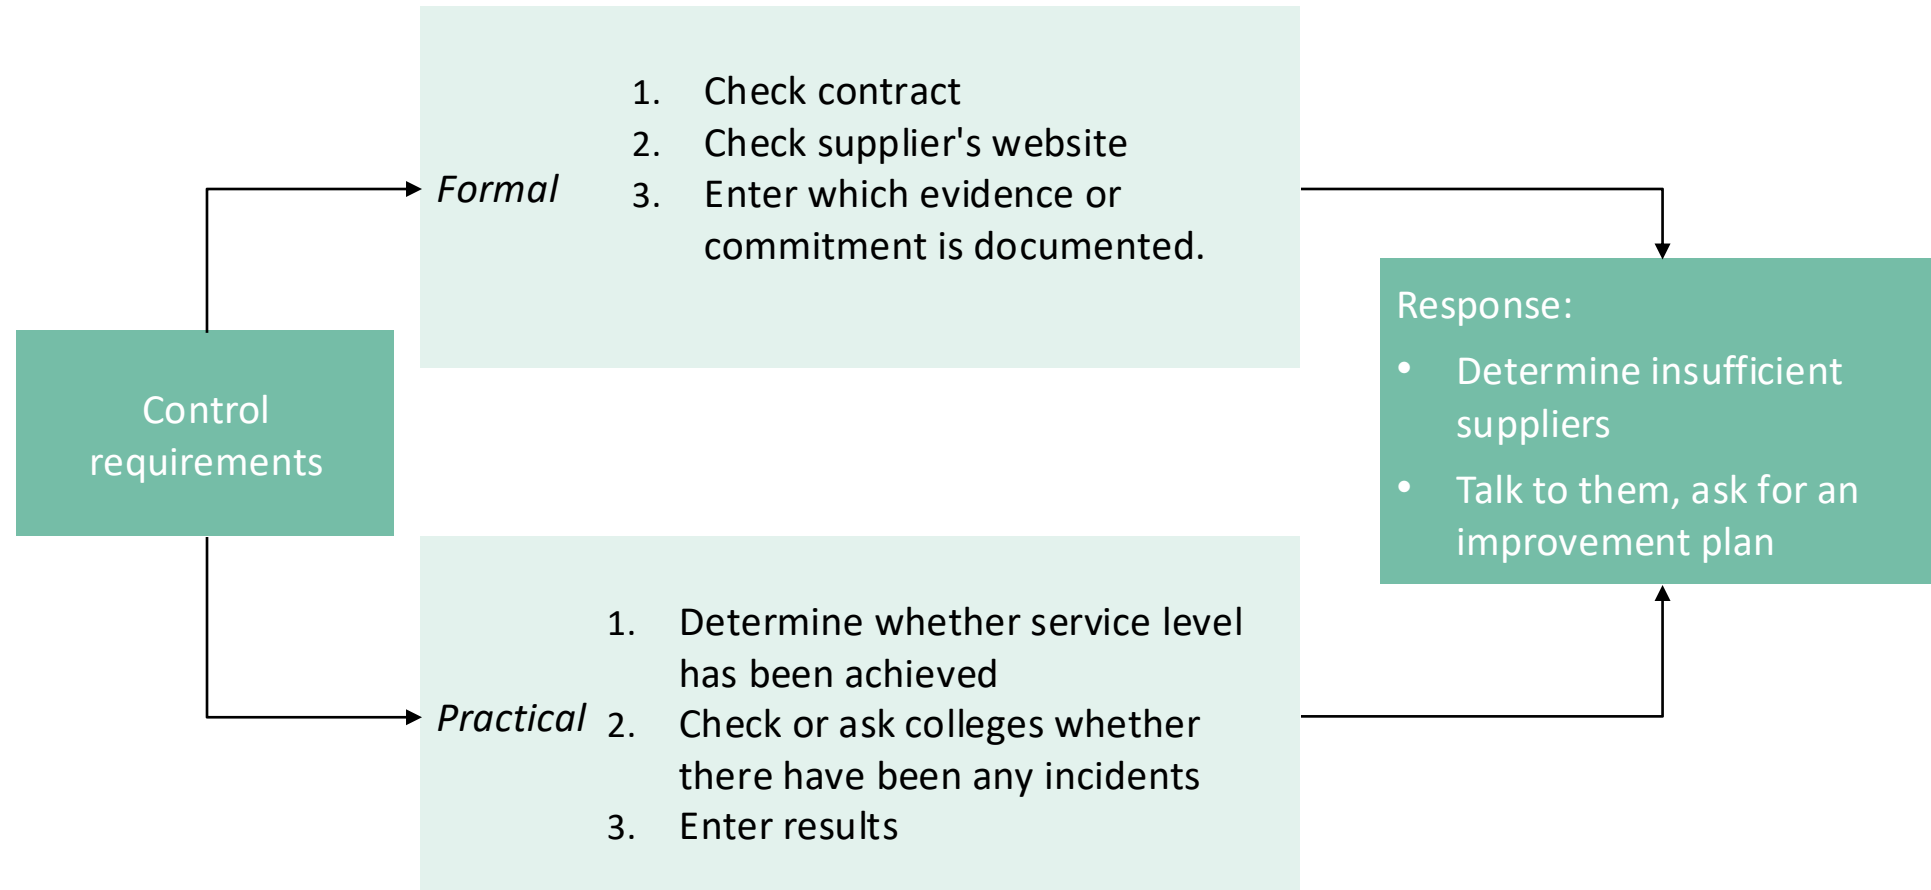 Control
requirements
Formal
1. Check contract
2. Check supplier's website
3. Enter which evidence or
commitment is documented.
Practical
1. Determine whether service level
has been achieved
2. Check or ask colleges whether
there have been any incidents
3. Enter results
Response:
• Determine insufficient
suppliers
• Talk to them, ask for an
improvement plan